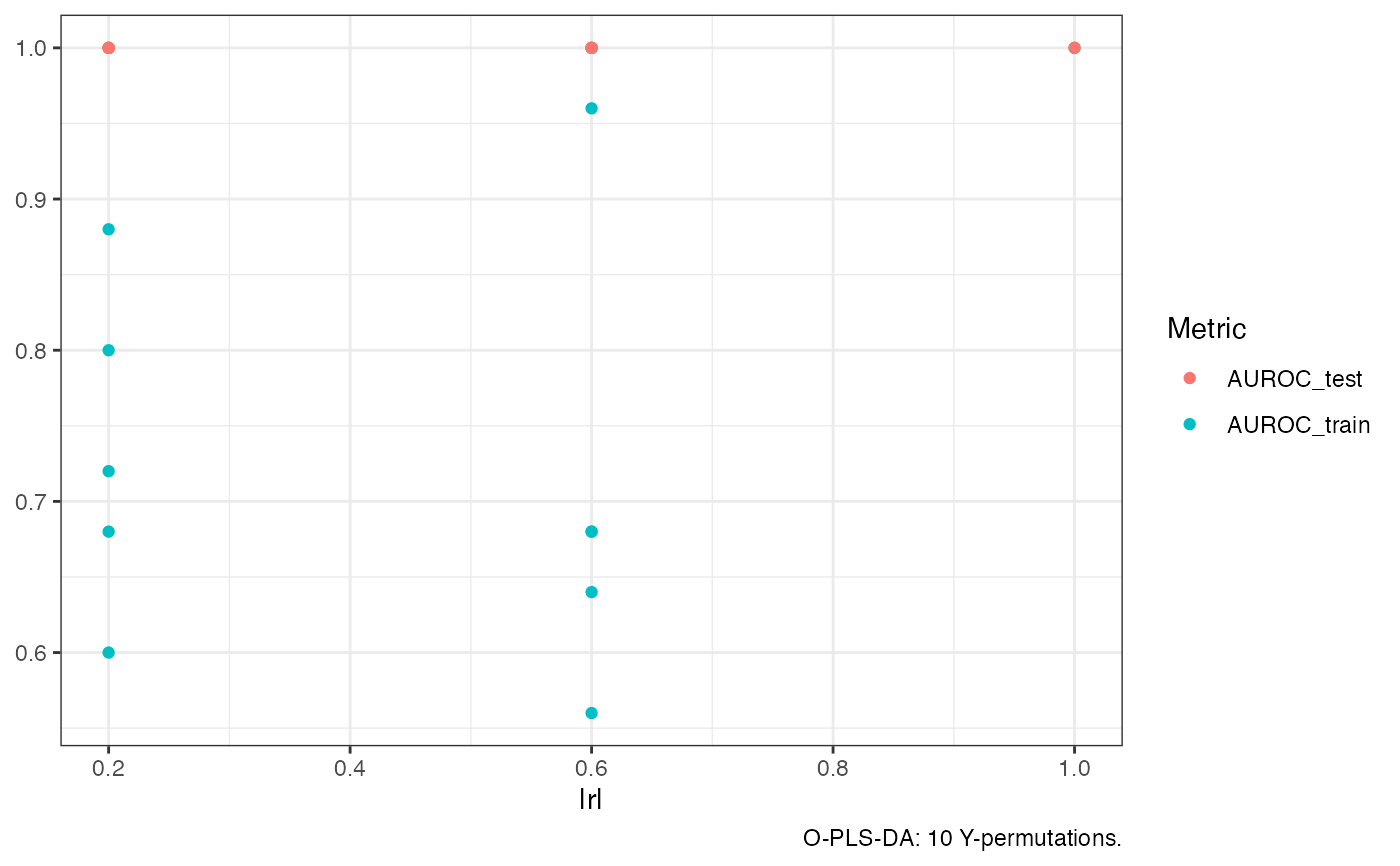 1.0
0.9
0.8
0.7
0.6
0.2 0.4 0.6 0.8 1.0
|r|
O-PLS-DA: 10 Y-permutations.
Metric
AUROC_test
AUROC_train